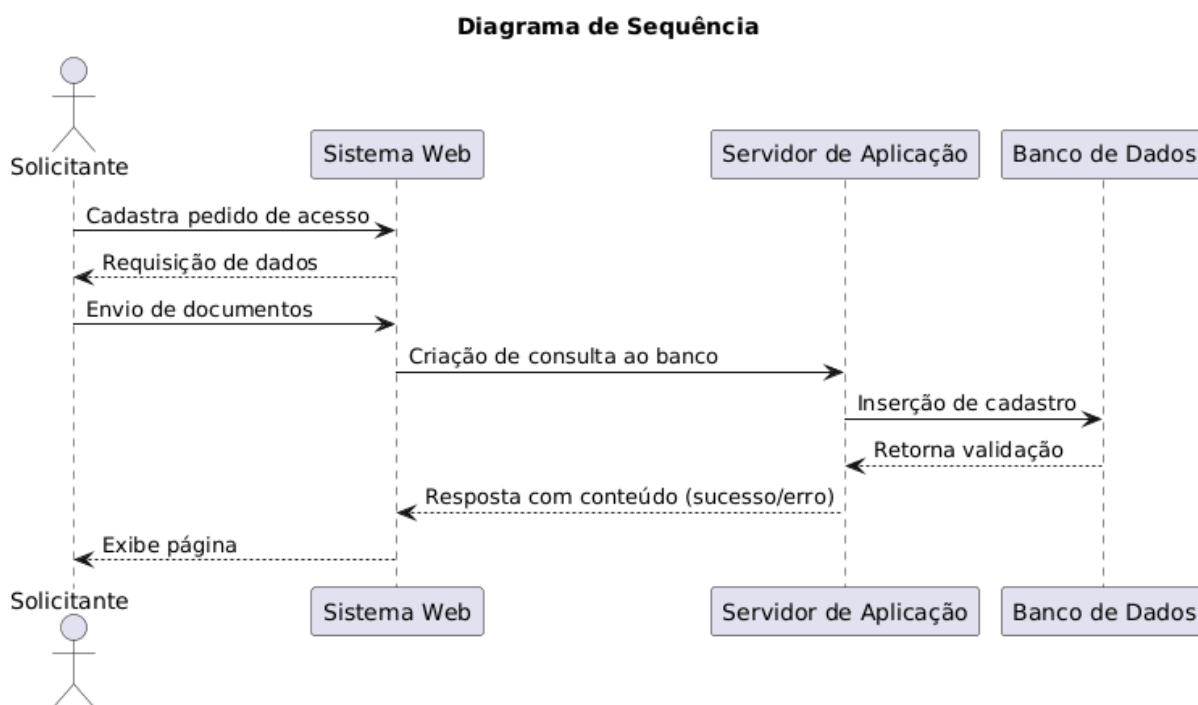 Diagrama de Sequência
Solicitante
Sistema Web
Servidor de Aplicação
Banco de Dados
Cadastra pedido de acesso
Requisição de dados
Envio de documentos
Criação de consulta ao banco
Inserção de cadastro
Retorna validação
Resposta com conteúdo (sucesso/erro)
Exibe página
Solicitante
Sistema Web
Servidor de Aplicação
Banco de Dados